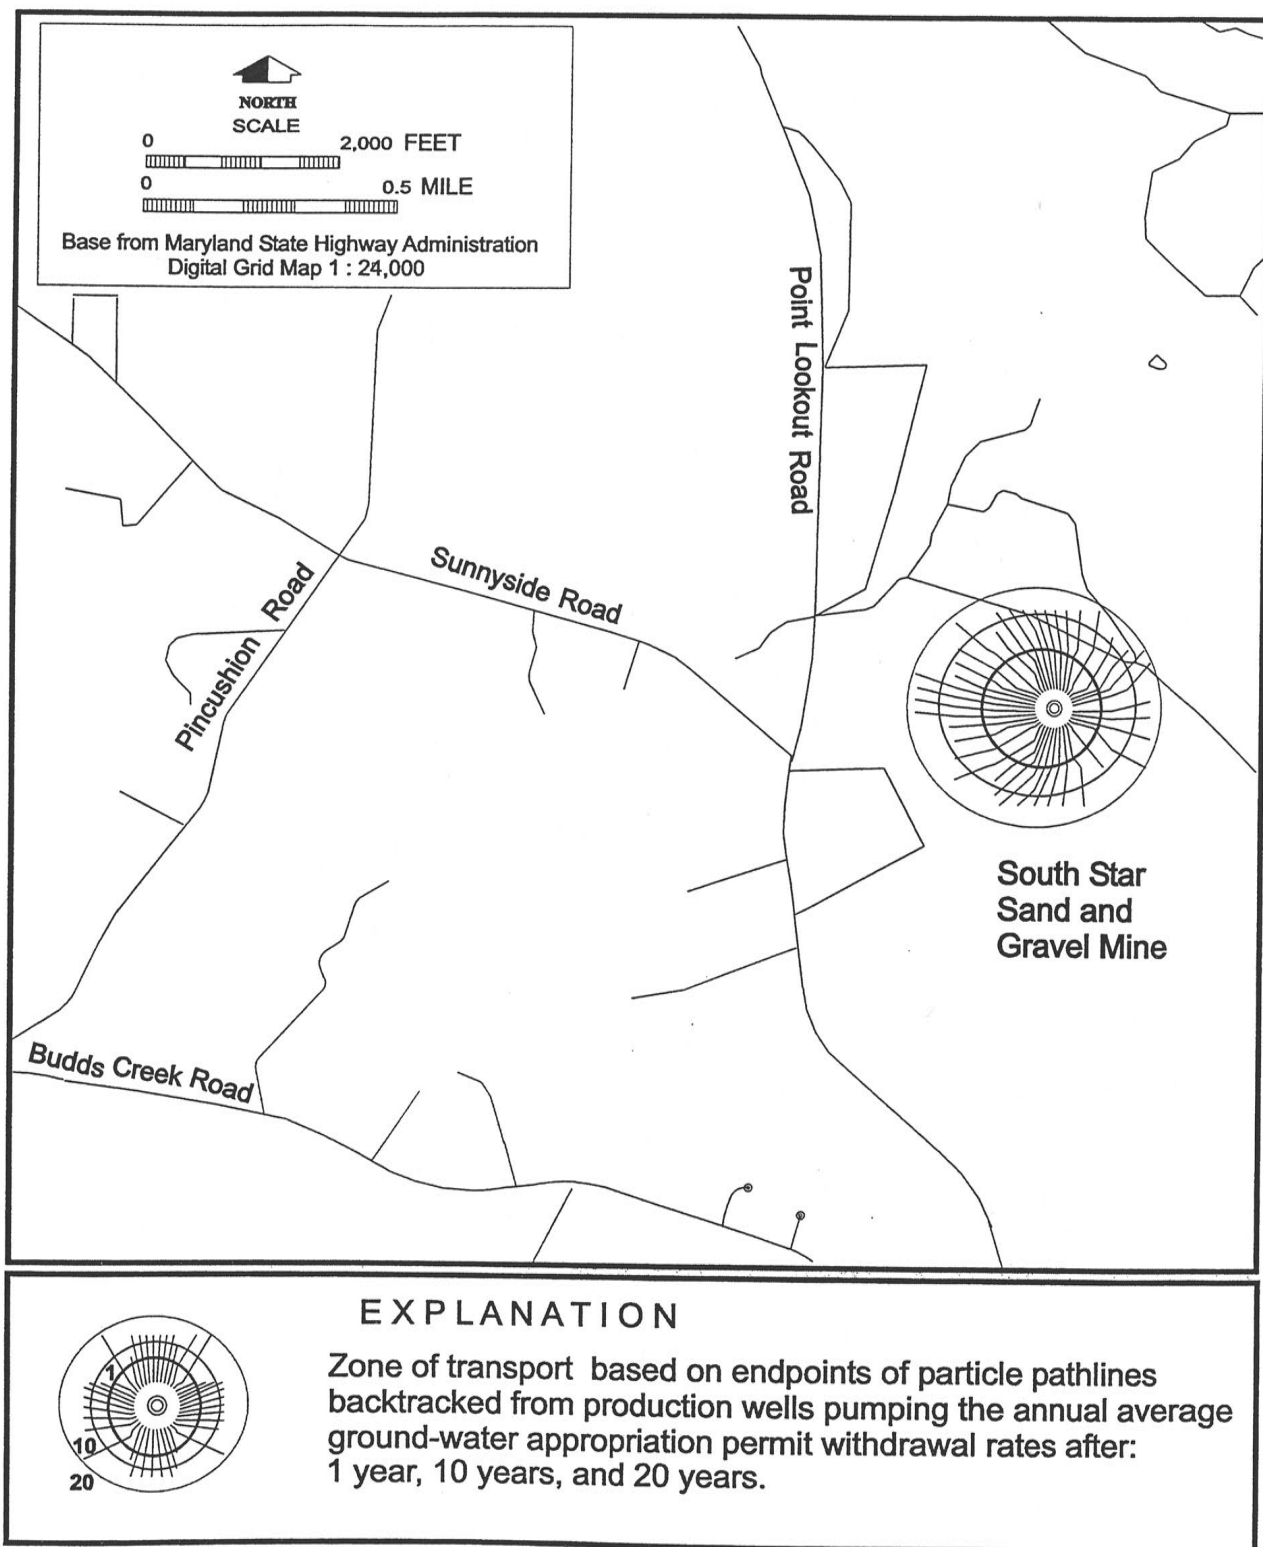 NORTH
SCALE
0 2,000 FEET
0 0.5 MILE
Base from Maryland State Highway Administration
Digital Grid Map 1 : 24,000
Point Lookout Road
Sunnyside Road
Pincushion Road
South Star
Sand and
Gravel Mine
Budds Creek Road
EXPLANATION
1
10
20
Zone of transport based on endpoints of particle pathlines
backtracked from production wells pumping the annual average
ground-water appropriation permit withdrawal rates after:
1 year, 10 years, and 20 years.